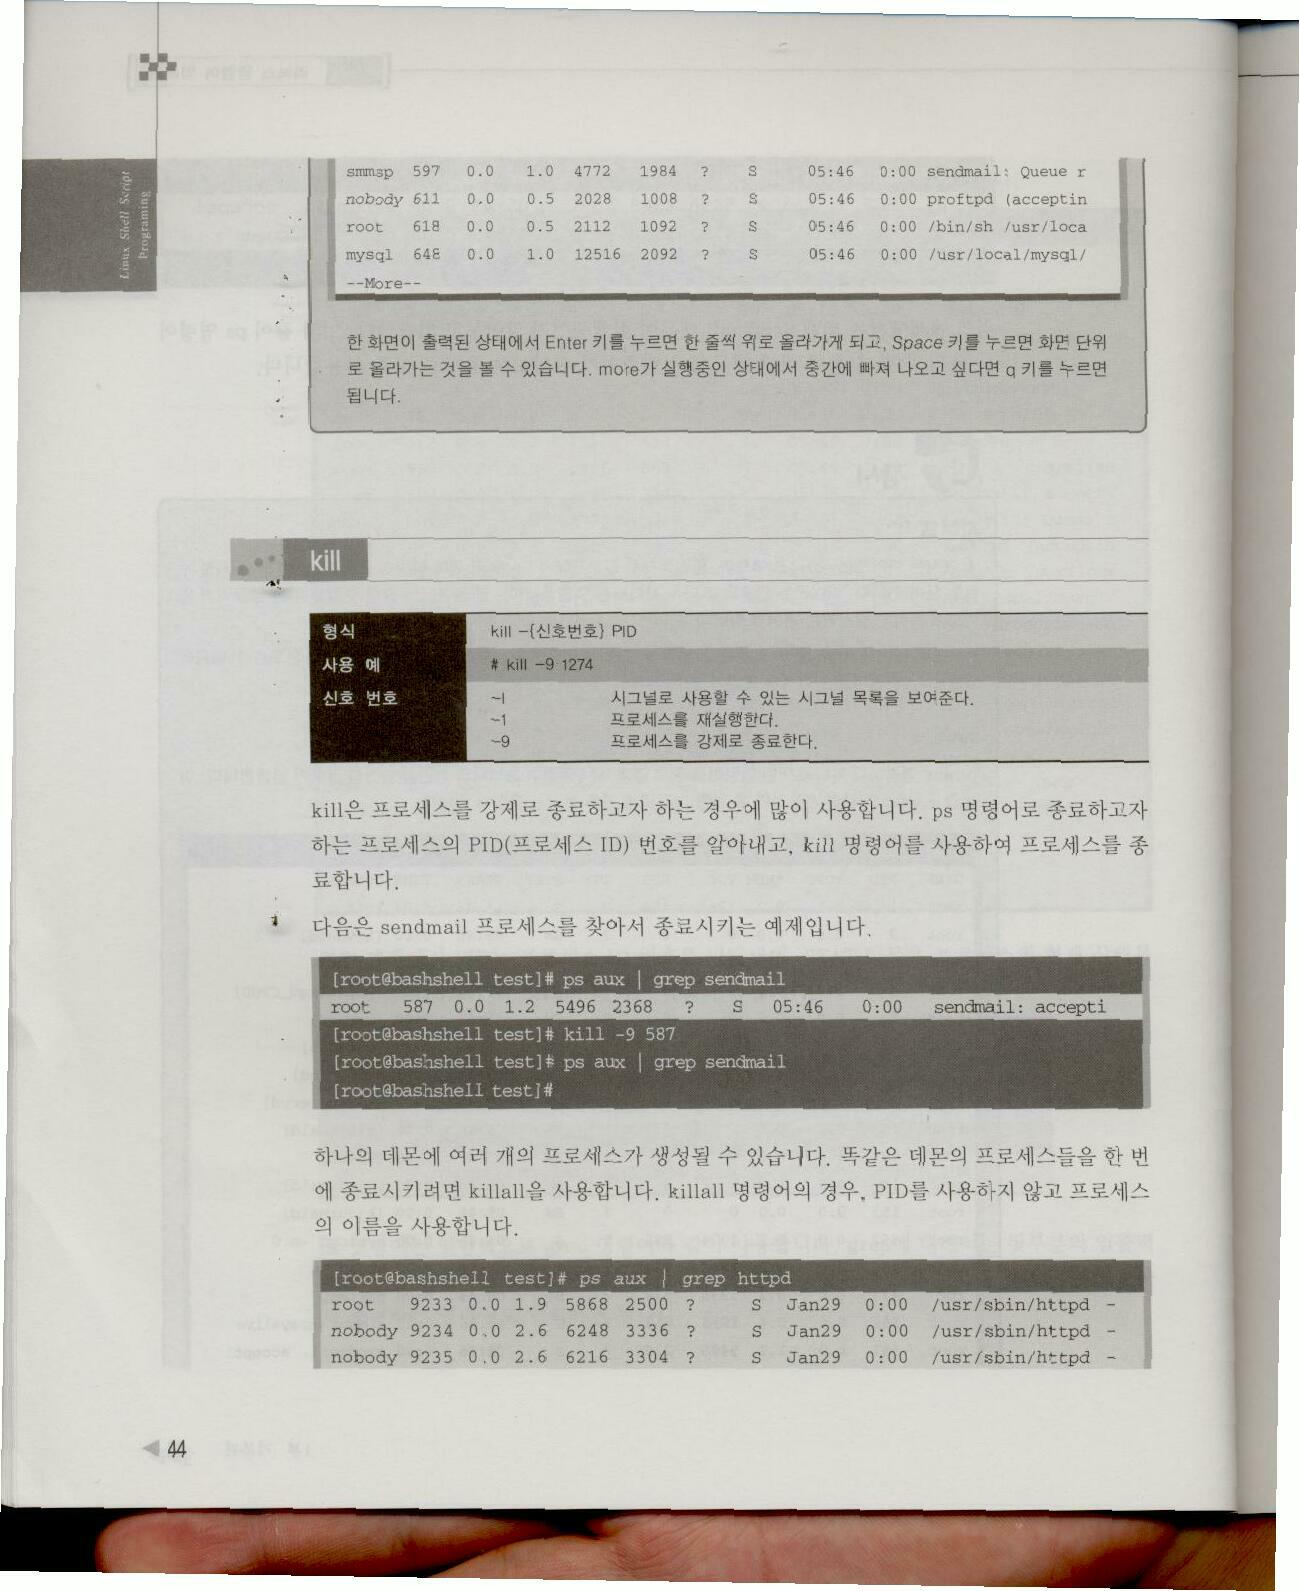 Linux Shell Script
Programing
smmsp 597 0.0 1.0 4772 1984 ? S 05:46 0:00 sendmail: Queue r
nobody 611 0.0 0.5 2028 1008 ? S 05:46 0:00 proftpd (acceptin
root 618 0.0 0.5 2112 1092 ? S 05:46 0:00 /bin/sh /usr/loca
mysql 648 0.0 1.0 12516 2092 ? S 05:46 0:00 /usr/local/mysql/
--More--
한 화면이 출력된 상태에서 Enter 키를 누르면 한 줄씩 위로 올라가게 되고, Space 키를 누르면 화면 단위
로 올라가는 것을 볼 수 있습니다. more가 실행중인 상태에서 중간에 빠져 나오고 싶다면 q 키를 누르면
됩니다.
kill
형식 kill -{신호번호} PID
사용 예 # kill -9 1274
신호 번호 -l 시그널로 사용할 수 있는 시그널 목록을 보여준다.
-1 프로세스를 재실행한다.
-9 프로세스를 강제로 종료한다.
kill은 프로세스를 강제로 종료하고자 하는 경우에 많이 사용합니다. ps 명령어로 종료하고자
하는 프로세스의 PID(프로세스 ID) 번호를 알아내고, kill 명령어를 사용하여 프로세스를 종
료합니다.
다음은 sendmail 프로세스를 찾아서 종료시키는 예제입니다.
[root@bashshell test]# ps aux | grep sendmail
root 587 0.0 1.2 5496 2368 ? S 05:46 0:00 sendmail: accepti
[root@bashshell test]# kill -9 587
[root@bashshell test]# ps aux | grep sendmail
[root@bashshell test]#
하나의 데몬에 여러 개의 프로세스가 생성될 수 있습니다. 똑같은 데몬의 프로세스들을 한 번
에 종료시키려면 killall을 사용합니다. killall 명령어의 경우, PID를 사용하지 않고 프로세스
의 이름을 사용합니다.
[root@bashshell test]# ps aux | grep httpd
root 9233 0.0 1.9 5868 2500 ? S Jan29 0:00 /usr/sbin/httpd -
nobody 9234 0.0 2.6 6248 3336 ? S Jan29 0:00 /usr/sbin/httpd -
nobody 9235 0.0 2.6 6216 3304 ? S Jan29 0:00 /usr/sbin/httpd -
44